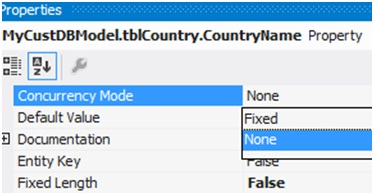 Properties
MyCustDBModel.tblCountry.CountryName Property
Concurrency Mode None
Default Value Fixed
Documentation None
Entity Key False
Fixed Length False